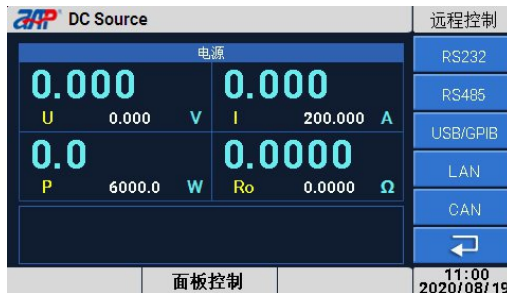 ZAP DC Source
远程控制
电源
0.000
U 0.000 V
0.000
I 200.000 A
0.0
P 6000.0 W
0.0000
Ro 0.0000 Ω
RS232
RS485
USB/GPIB
LAN
CAN
面板控制
11:00
2020/08/19